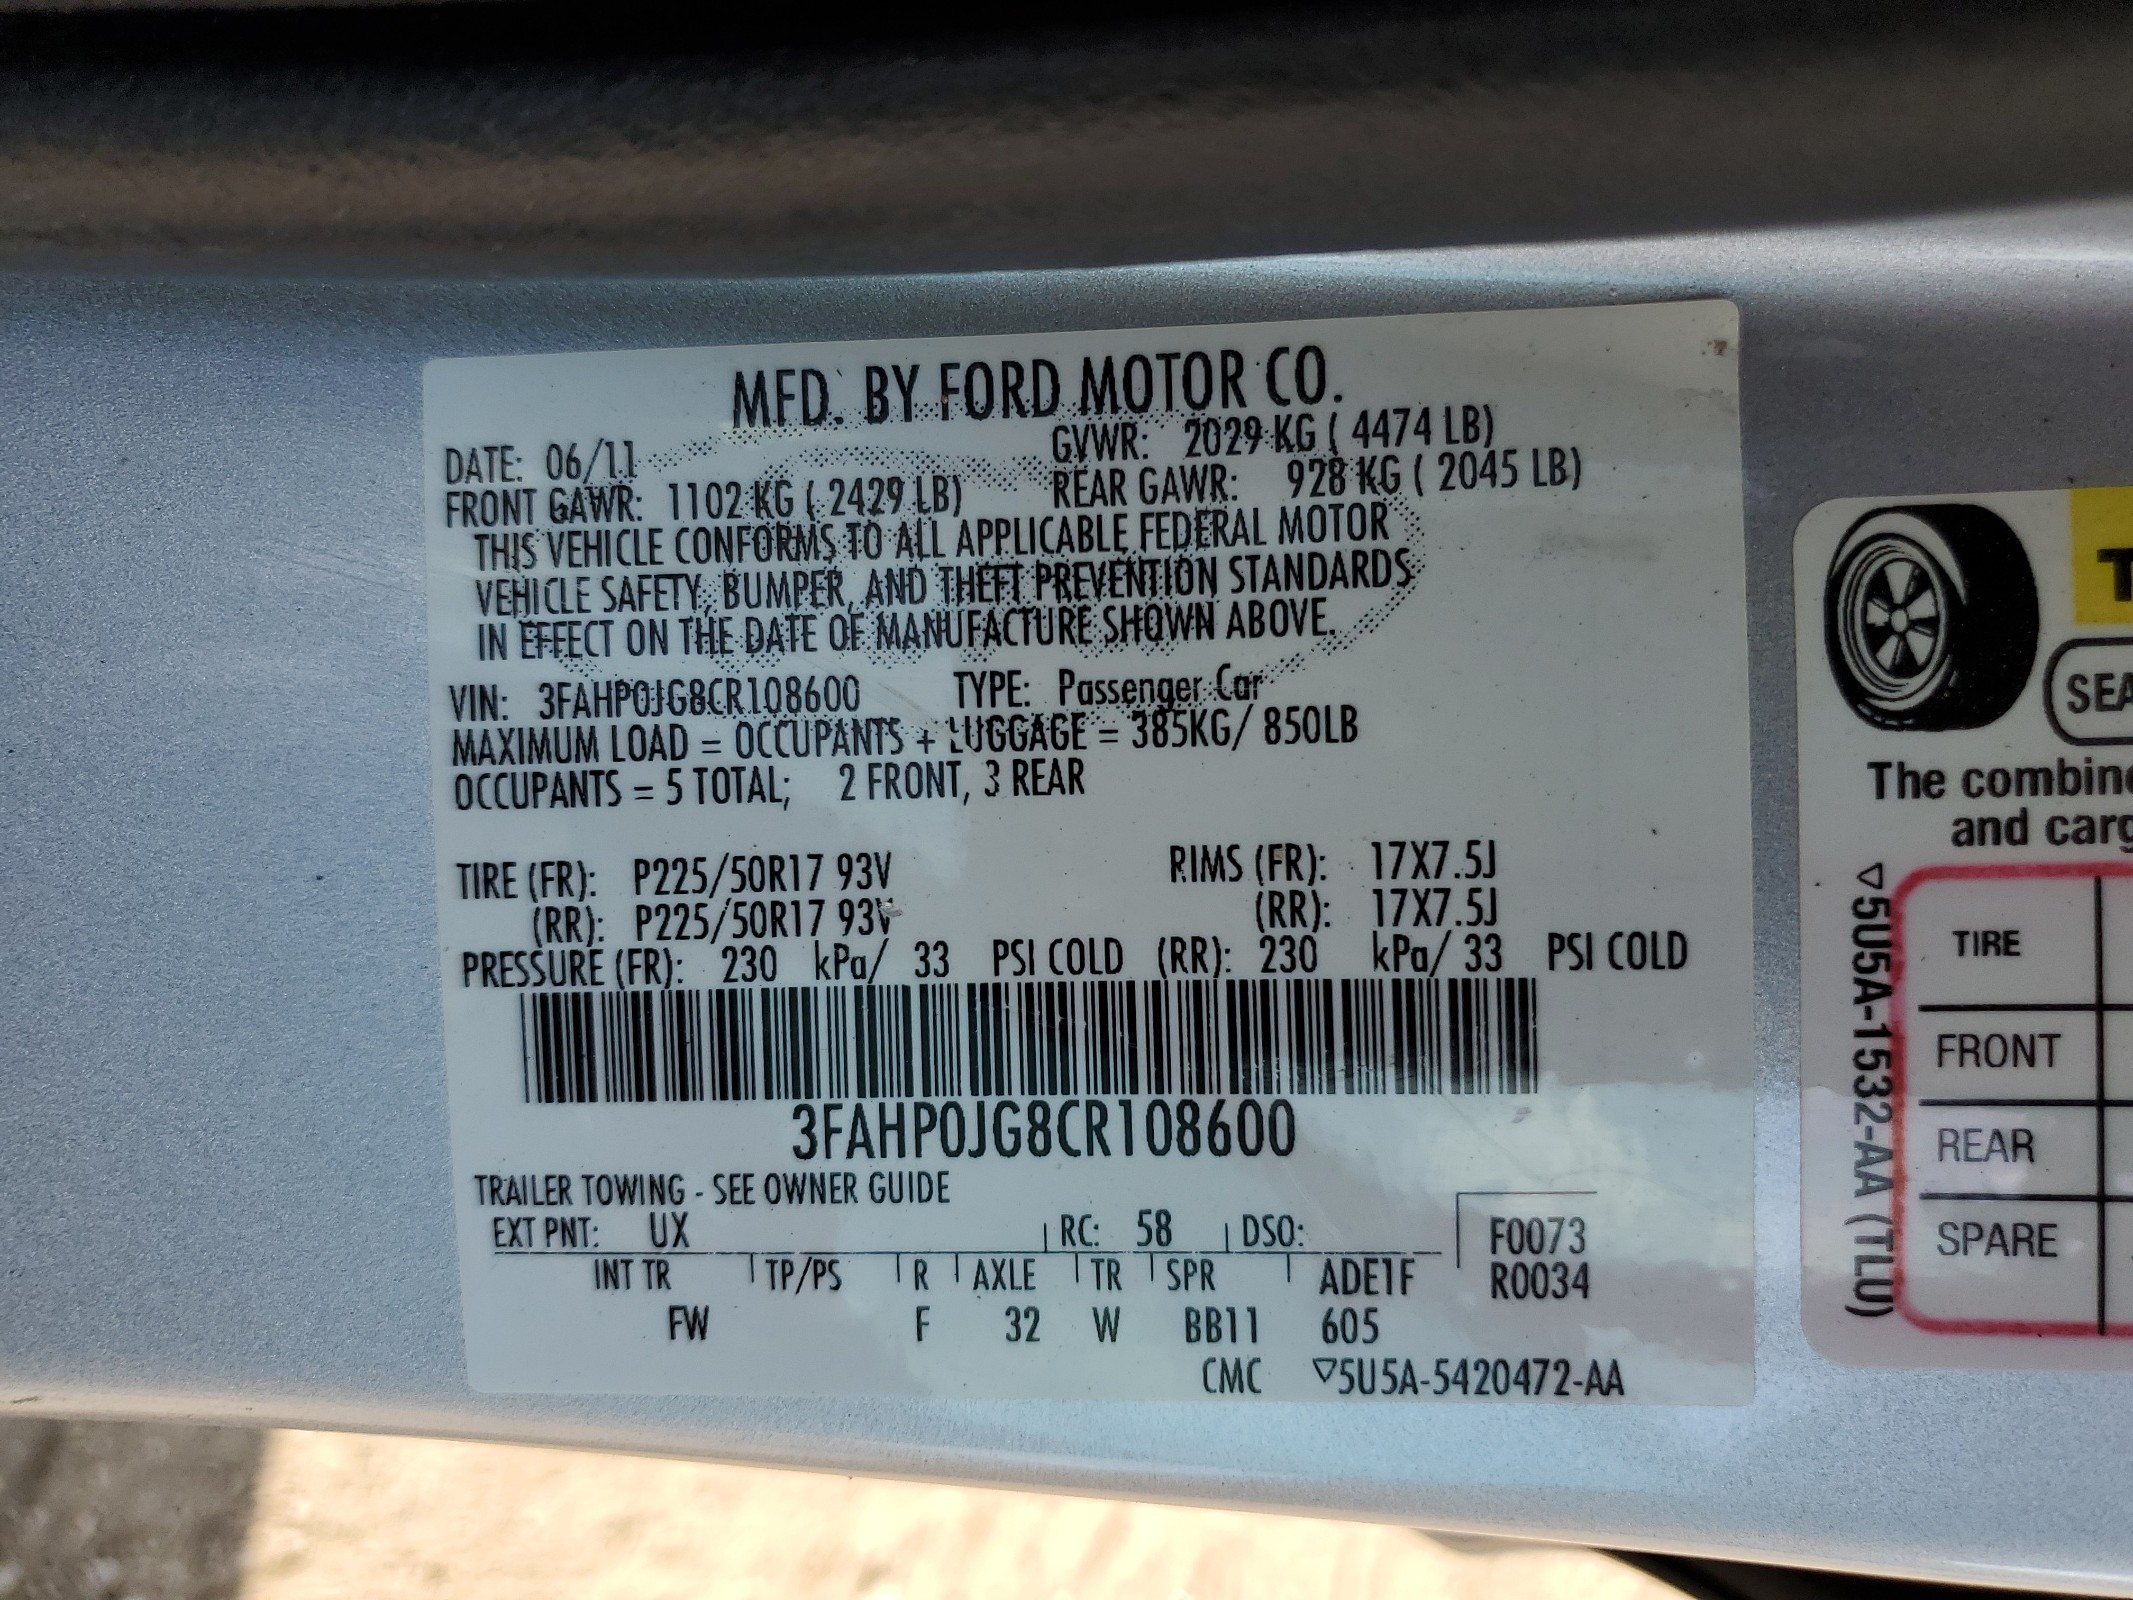 MFD. BY FORD MOTOR CO.
DATE: 06/11 GVWR: 2029 KG ( 4474 LB)
FRONT GAWR: 1102 KG ( 2429 LB) REAR GAWR: 928 KG ( 2045 LB)
THIS VEHICLE CONFORMS TO ALL APPLICABLE FEDERAL MOTOR
VEHICLE SAFETY, BUMPER, AND THEFT PREVENTION STANDARDS
IN EFFECT ON THE DATE OF MANUFACTURE SHOWN ABOVE.
VIN: 3FAHP0JG8CR108600 TYPE: Passenger Car
MAXIMUM LOAD = OCCUPANTS + LUGGAGE = 385KG/ 850LB
OCCUPANTS = 5 TOTAL; 2 FRONT, 3 REAR
TIRE (FR): P225/50R17 93V RIMS (FR): 17X7.5J
(RR): P225/50R17 93V (RR): 17X7.5J
PRESSURE (FR): 230 kPa/ 33 PSI COLD (RR): 230 kPa/ 33 PSI COLD
3FAHP0JG8CR108600
TRAILER TOWING - SEE OWNER GUIDE
EXT PNT: UX RC: 58 DSO: F0073
INT TR TP/PS R AXLE TR SPR ADE1F R0034
FW F 32 W BB11 605
CMC ▽5U5A-5420472-AA
The
and
▽5U5A-1532-AA (TLU)
TIRE
FRONT
REAR
SPARE